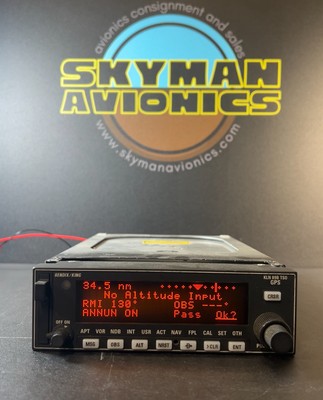 avionics consignment and sales
SKYMAN
AVIONICS
www.skymanavionics.com
BENDIX/KING
KLN 90B TSO
GPS
34.5 nm
No Altitude Input
RMI 130° OBS ---°
ANNUN ON Pass Ok?
CRSR
OFF ON
APT VOR NDB INT USR ACT NAV FPL CAL SET OTH
MSG OBS ALT NRST CLR ENT